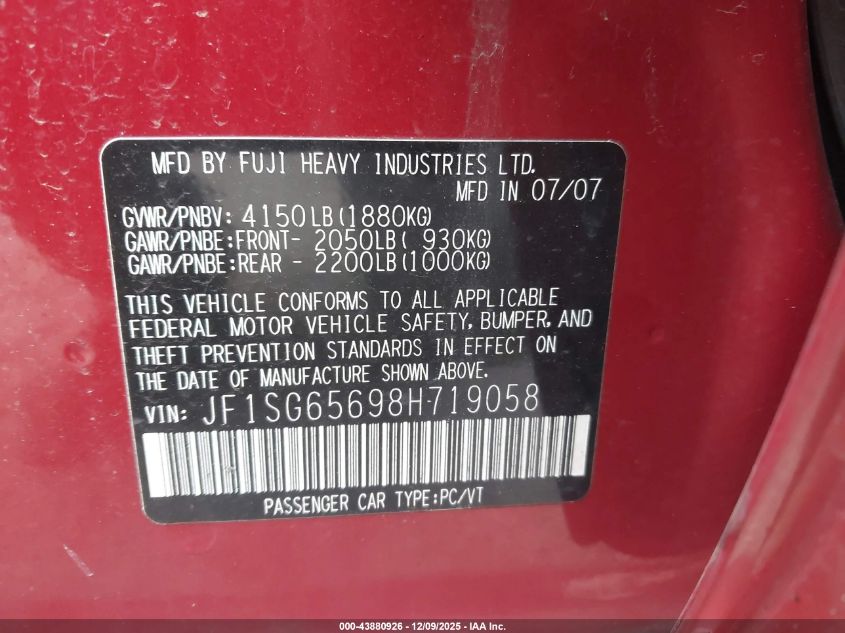 MFD BY FUJI HEAVY INDUSTRIES LTD.
MFD IN 07/07
GVWR/PNBV: 4150LB(1880KG)
GAWR/PNBE:FRONT- 2050LB( 930KG)
GAWR/PNBE:REAR - 2200LB(1000KG)
THIS VEHICLE CONFORMS TO ALL APPLICABLE
FEDERAL MOTOR VEHICLE SAFETY, BUMPER, AND
THEFT PREVENTION STANDARDS IN EFFECT ON
THE DATE OF MANUFACTURE SHOWN ABOVE.
VIN: JF1SG65698H719058
PASSENGER CAR TYPE:PC/VT
000-43880926 - 12/09/2025 - IAA Inc.